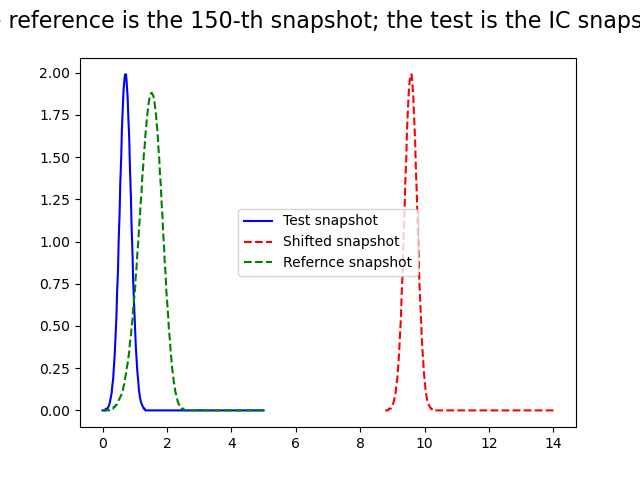 reference is the 150-th snapshot; the test is the IC snaps
2.00
1.75
1.50
1.25
1.00
0.75
0.50
0.25
0.00
Test snapshot
Shifted snapshot
Refernce snapshot
0 2 4 6 8 10 12 14